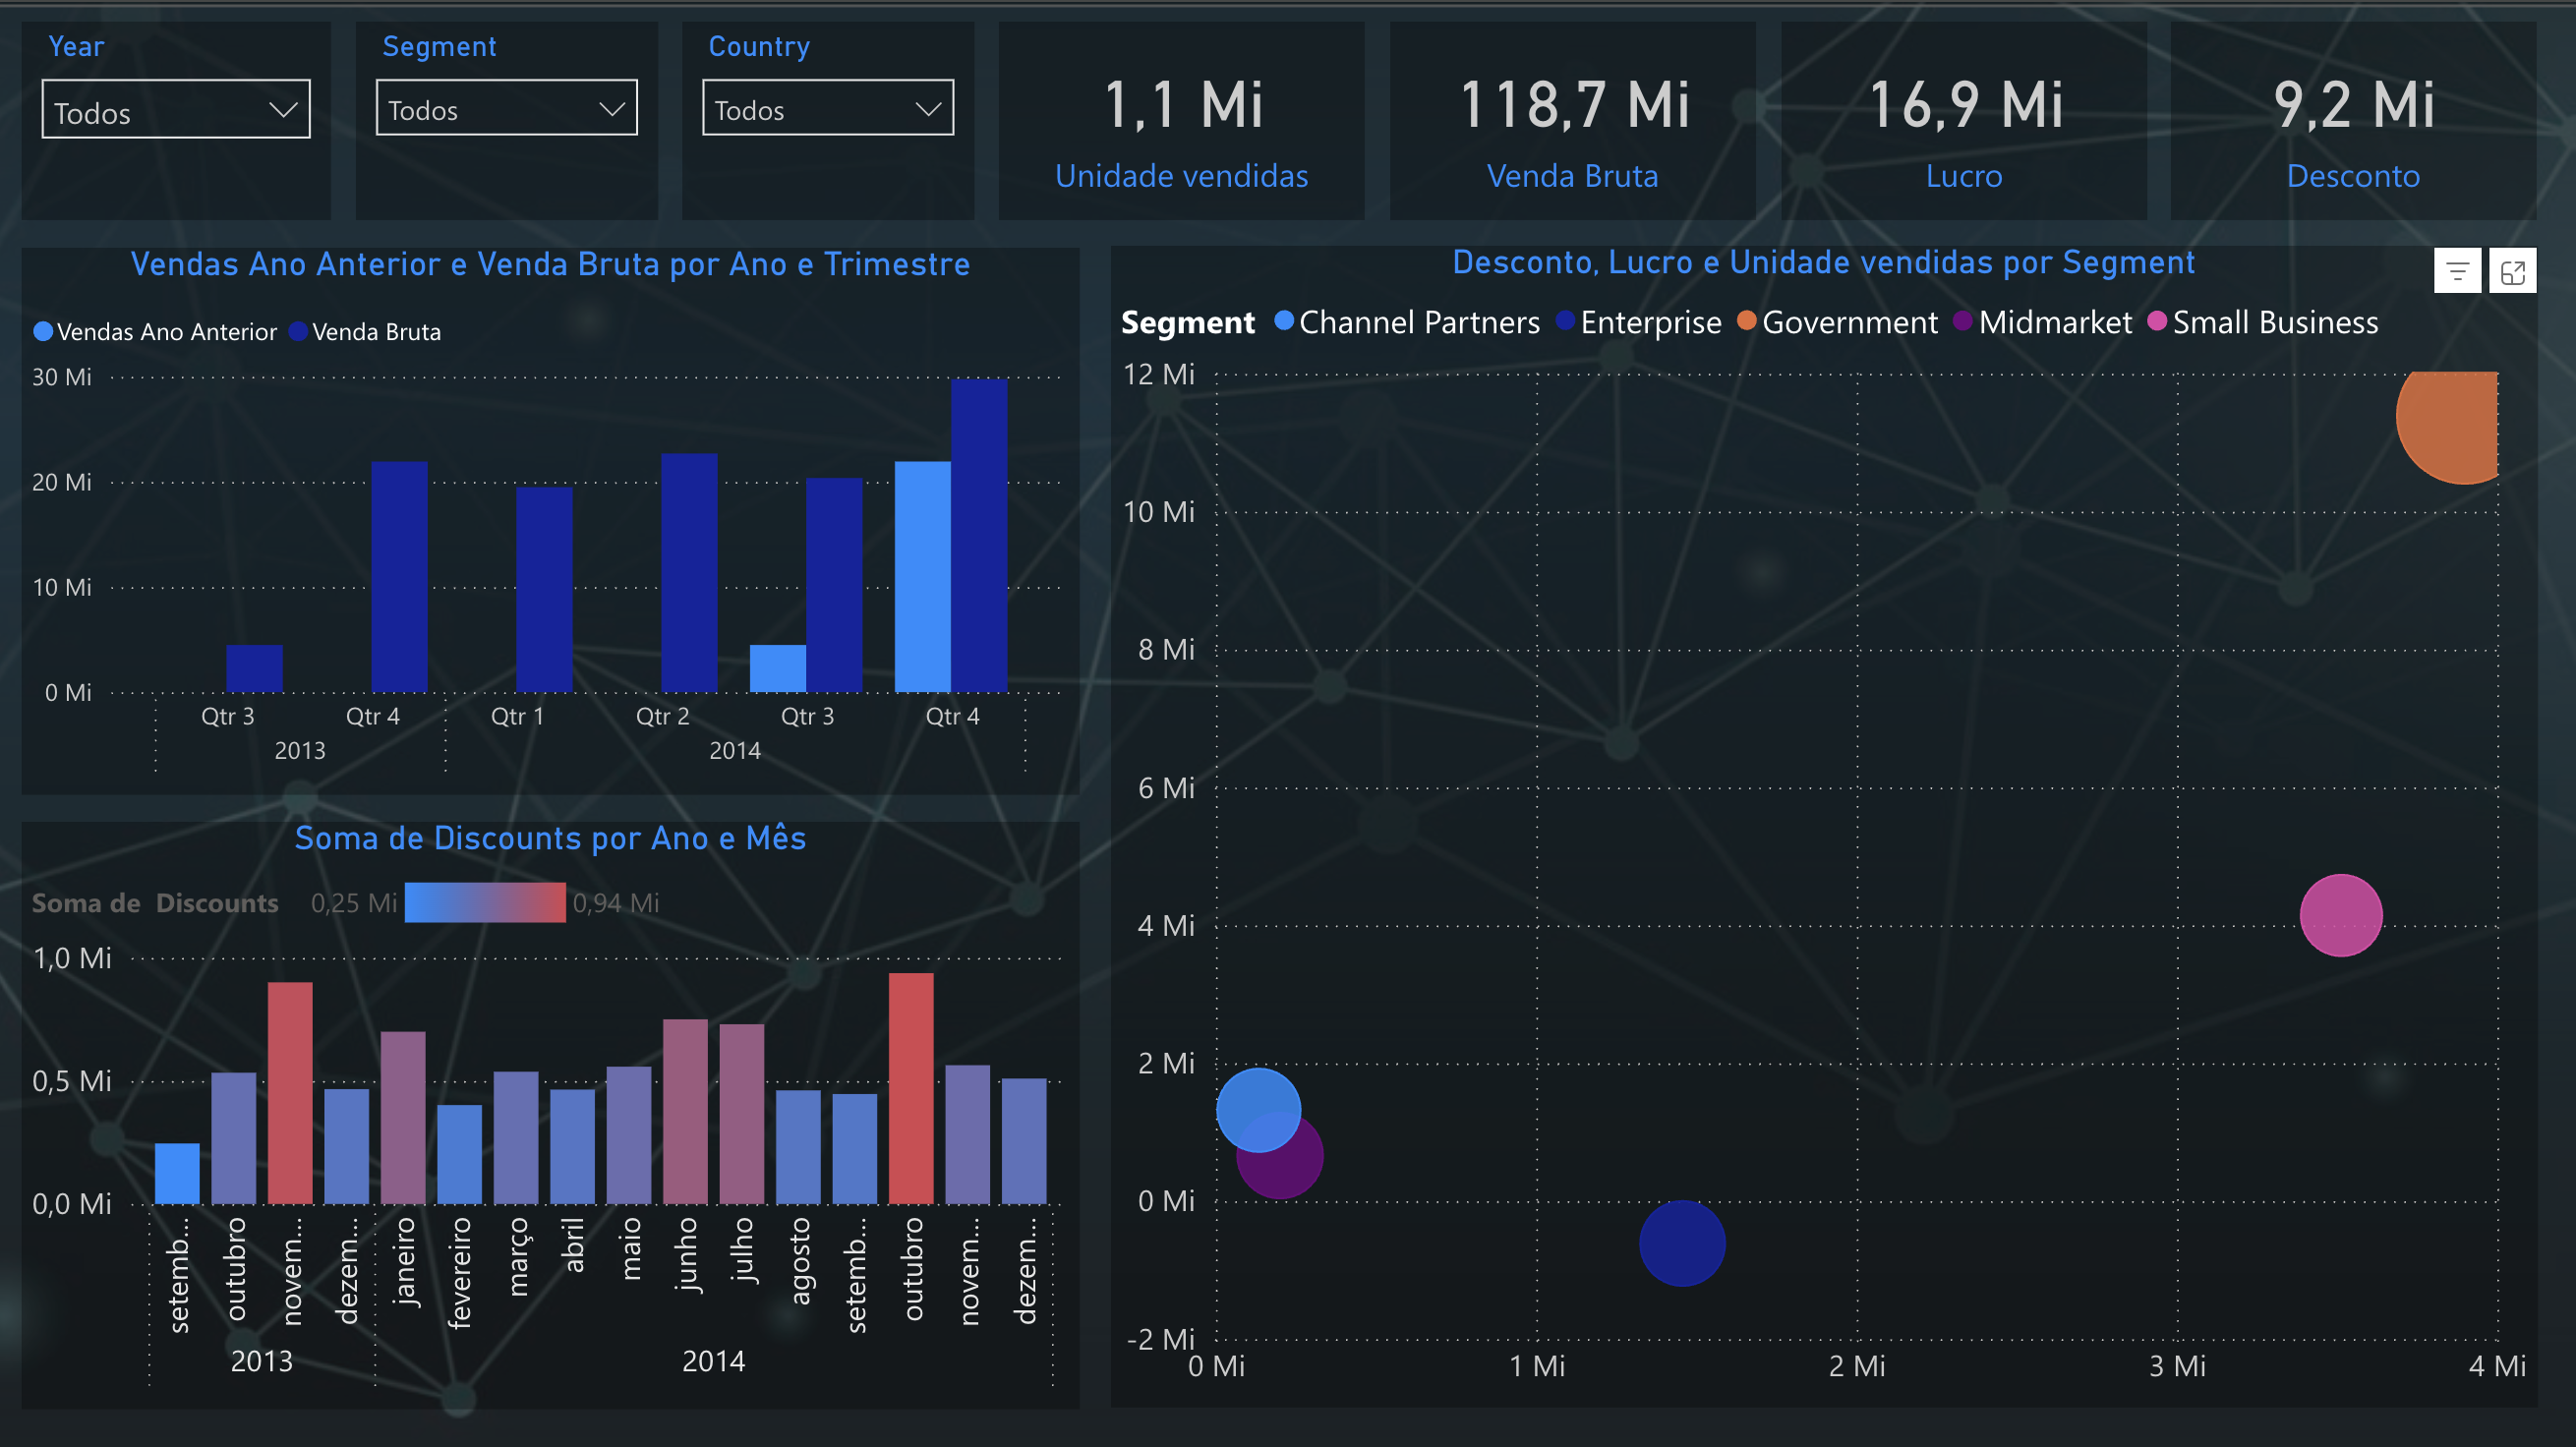 Year
Todos
Segment
Todos
Country
Todos
1,1 Mi
Unidade vendidas
118,7 Mi
Venda Bruta
16,9 Mi
Lucro
9,2 Mi
Desconto
Vendas Ano Anterior e Venda Bruta por Ano e Trimestre
Vendas Ano Anterior Venda Bruta
30 Mi
20 Mi
10 Mi
0 Mi
Qtr 3 Qtr 4 Qtr 1 Qtr 2 Qtr 3 Qtr 4
2013 2014
Soma de Discounts por Ano e Mês
Soma de Discounts 0,25 Mi 0,94 Mi
1,0 Mi
0,5 Mi
0,0 Mi
setemb...
outubro
novem...
dezem...
janeiro
fevereiro
março
abril
maio
junho
julho
agosto
setemb...
outubro
novem...
dezem...
2013 2014
Desconto, Lucro e Unidade vendidas por Segment
Segment Channel Partners Enterprise Government Midmarket Small Business
12 Mi
10 Mi
8 Mi
6 Mi
4 Mi
2 Mi
0 Mi
-2 Mi
0 Mi 1 Mi 2 Mi 3 Mi 4 Mi